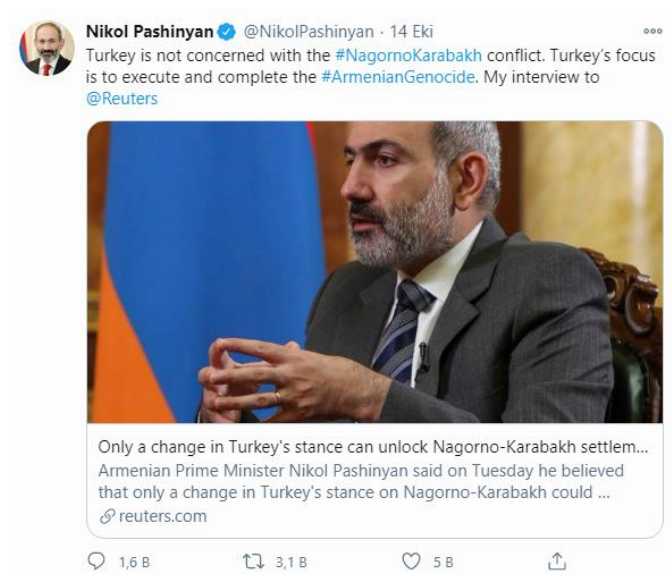 Nikol Pashinyan @NikolPashinyan · 14 Eki
Turkey is not concerned with the #NagornoKarabakh conflict. Turkey's focus
is to execute and complete the #ArmenianGenocide. My interview to
@Reuters
Only a change in Turkey's stance can unlock Nagorno-Karabakh settlem...
Armenian Prime Minister Nikol Pashinyan said on Tuesday he believed
that only a change in Turkey's stance on Nagorno-Karabakh could ...
reuters.com
1,6 B 3,1 B 5 B